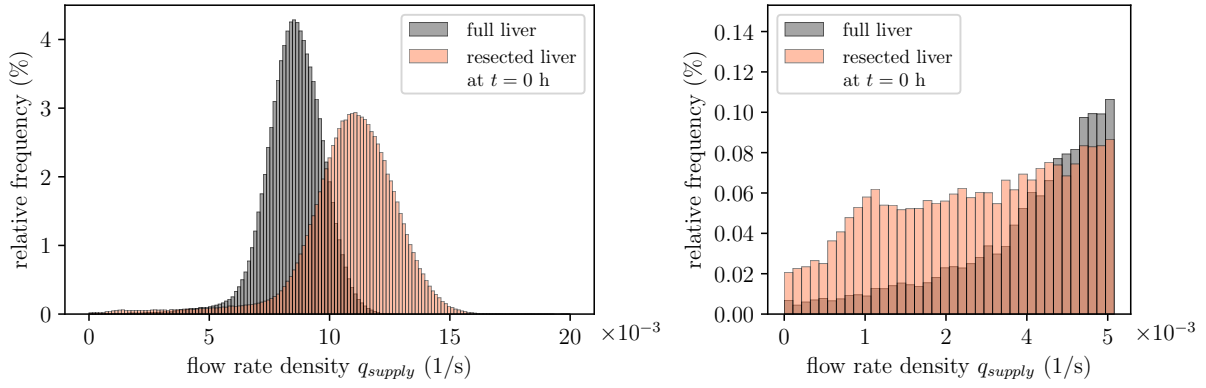 relative frequency (%)
4
3
2
1
0
full liver
resected liver
at t = 0 h
0 5 10 15 20
×10⁻³
flow rate density q_supply (1/s)
relative frequency (%)
0.14
0.12
0.10
0.08
0.06
0.04
0.02
0.00
full liver
resected liver
at t = 0 h
0 1 2 4 5
×10⁻³
flow rate density q_supply (1/s)